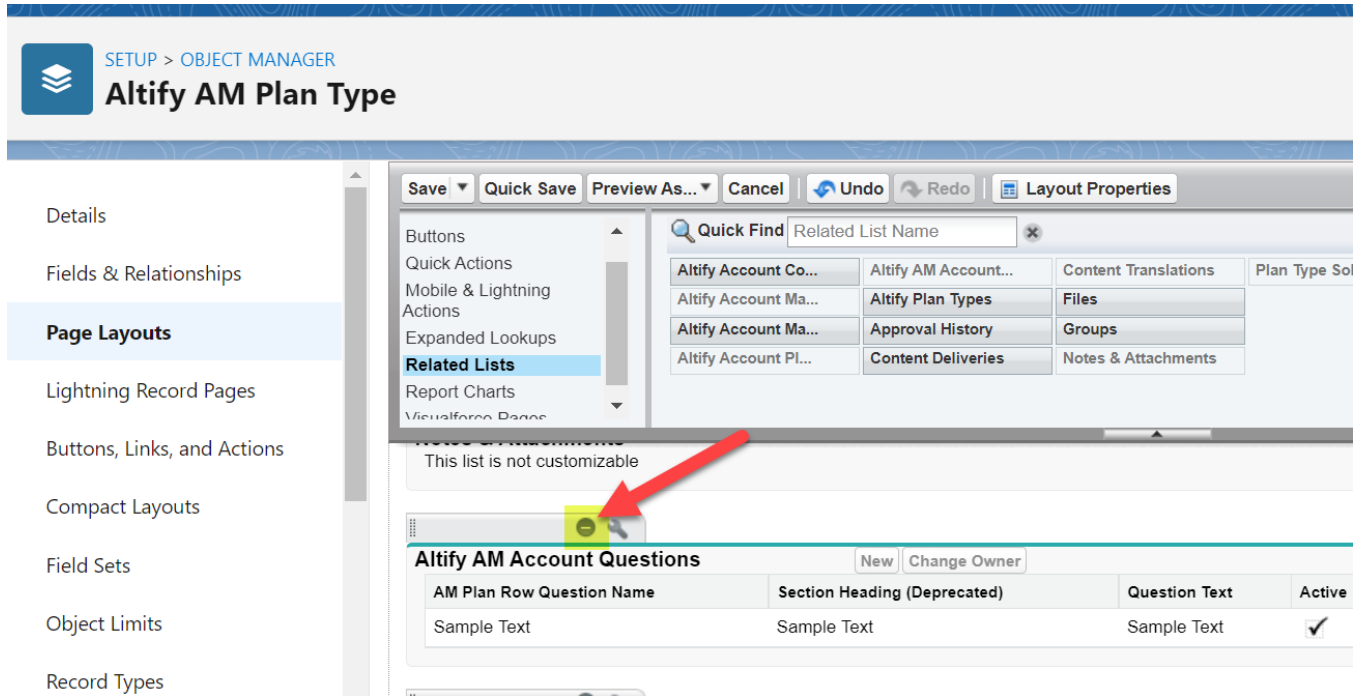 SETUP > OBJECT MANAGER
Altify AM Plan Type
Details
Fields & Relationships
Page Layouts
Lightning Record Pages
Buttons, Links, and Actions
Compact Layouts
Field Sets
Object Limits
Record Types
Save Quick Save Preview As... Cancel Undo Redo Layout Properties
Buttons
Quick Actions
Mobile & Lightning
Actions
Expanded Lookups
Related Lists
Report Charts
Visualforce Pages
Quick Find Related List Name
Altify Account Co... Altify AM Account... Content Translations Plan Type Sol
Altify Account Ma... Altify Plan Types Files
Altify Account Ma... Approval History Groups
Altify Account Pl... Content Deliveries Notes & Attachments
Notes & Attachments
This list is not customizable
Altify AM Account Questions New Change Owner
AM Plan Row Question Name Section Heading (Deprecated) Question Text Active
Sample Text Sample Text Sample Text